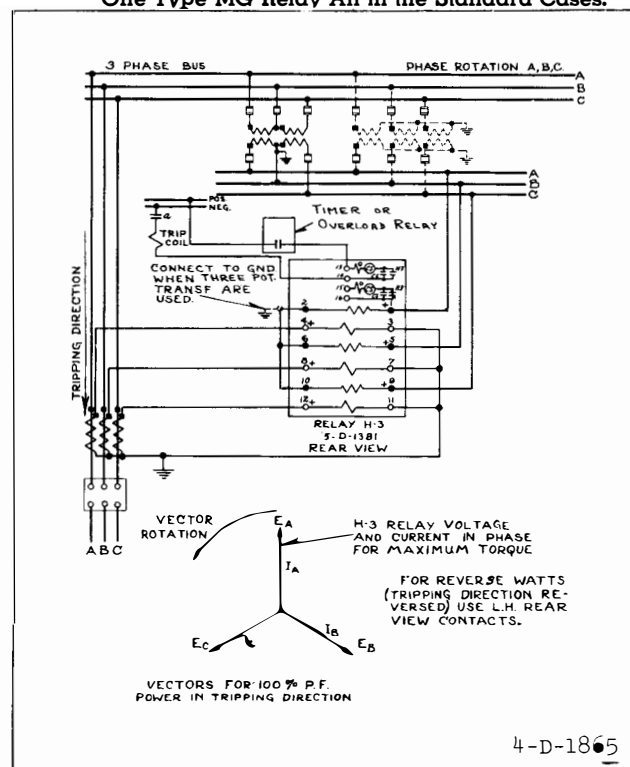 One Type MG Relay All in the Standard Cases.
3 PHASE BUS
PHASE ROTATION A,B,C.
A
B
C
A
B
C
POS.
NEG.
a
TRIP
COIL
TIMER OR
OVERLOAD RELAY
CONNECT TO GND.
WHEN THREE POT.
TRANSF ARE
USED.
TRIPPING DIRECTION
2
+1
4+
3
6
+5
8+
7
10
+9
12+
11
RELAY H-3
5-D-1381
REAR VIEW
A B C
VECTOR
ROTATION
EA
IA
H-3 RELAY VOLTAGE
AND CURRENT IN PHASE
FOR MAXIMUM TORQUE
FOR REVERSE WATTS
(TRIPPING DIRECTION RE-
VERSED) USE L.H. REAR
VIEW CONTACTS.
EC
IB
EB
VECTORS FOR 100% P.F.
POWER IN TRIPPING DIRECTION
4-D-1865